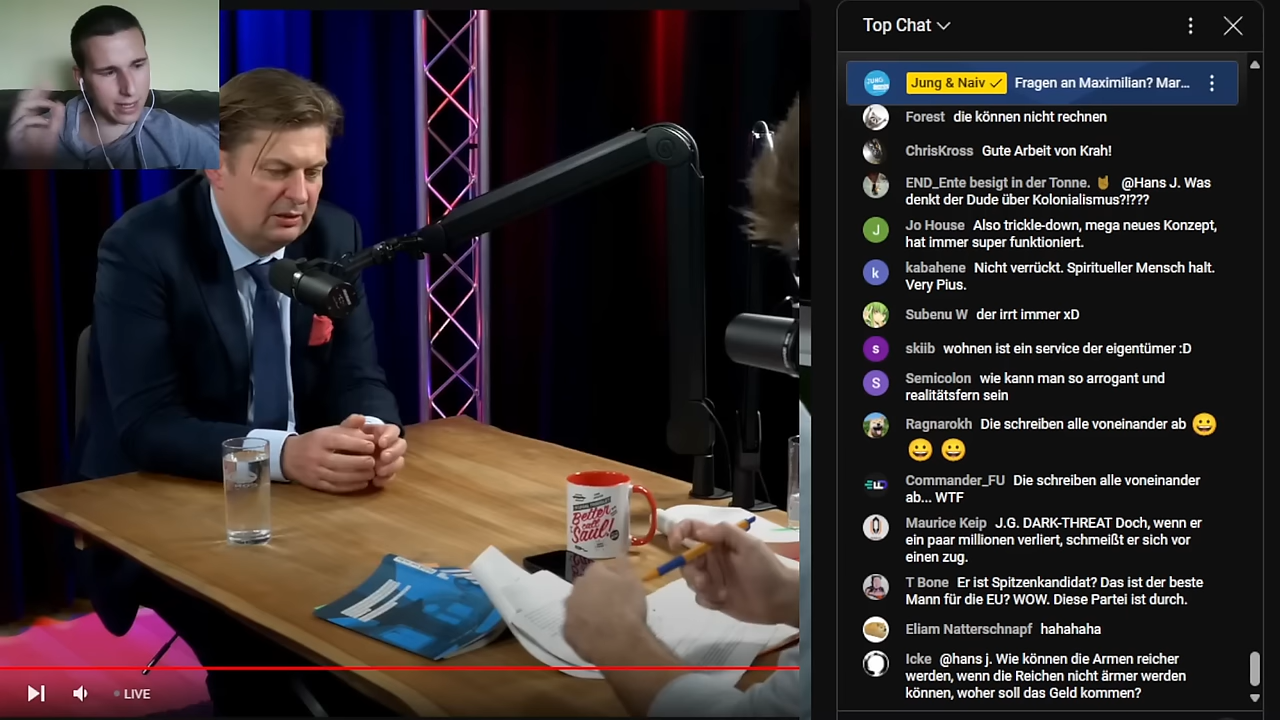 Top Chat
Jung & Naiv Fragen an Maximilian? Mar...
Forest die können nicht rechnen
ChrisKross Gute Arbeit von Krah!
END_Ente besigt in der Tonne. 🤘 @Hans J. Was
denkt der Dude über Kolonialismus?!???
J
Jo House Also trickle-down, mega neues Konzept,
hat immer super funktioniert.
k
kabahene Nicht verrückt. Spiritueller Mensch halt.
Very Pius.
Subenu W der irrt immer xD
s
skiib wohnen ist ein service der eigentümer :D
S
Semicolon wie kann man so arrogant und
realitätsfern sein
Ragnarokh Die schreiben alle voneinander ab 😀
😀 😀
Commander_FU Die schreiben alle voneinander
ab... WTF
Maurice Keip J.G. DARK-THREAT Doch, wenn er
ein paar millionen verliert, schmeißt er sich vor
einen zug.
T Bone Er ist Spitzenkandidat? Das ist der beste
Mann für die EU? WOW. Diese Partei ist durch.
Eliam Natterschnapf hahahaha
Icke @hans j. Wie können die Armen reicher
werden, wenn die Reichen nicht ärmer werden
können, woher soll das Geld kommen?
Better
call
Saul!
LIVE